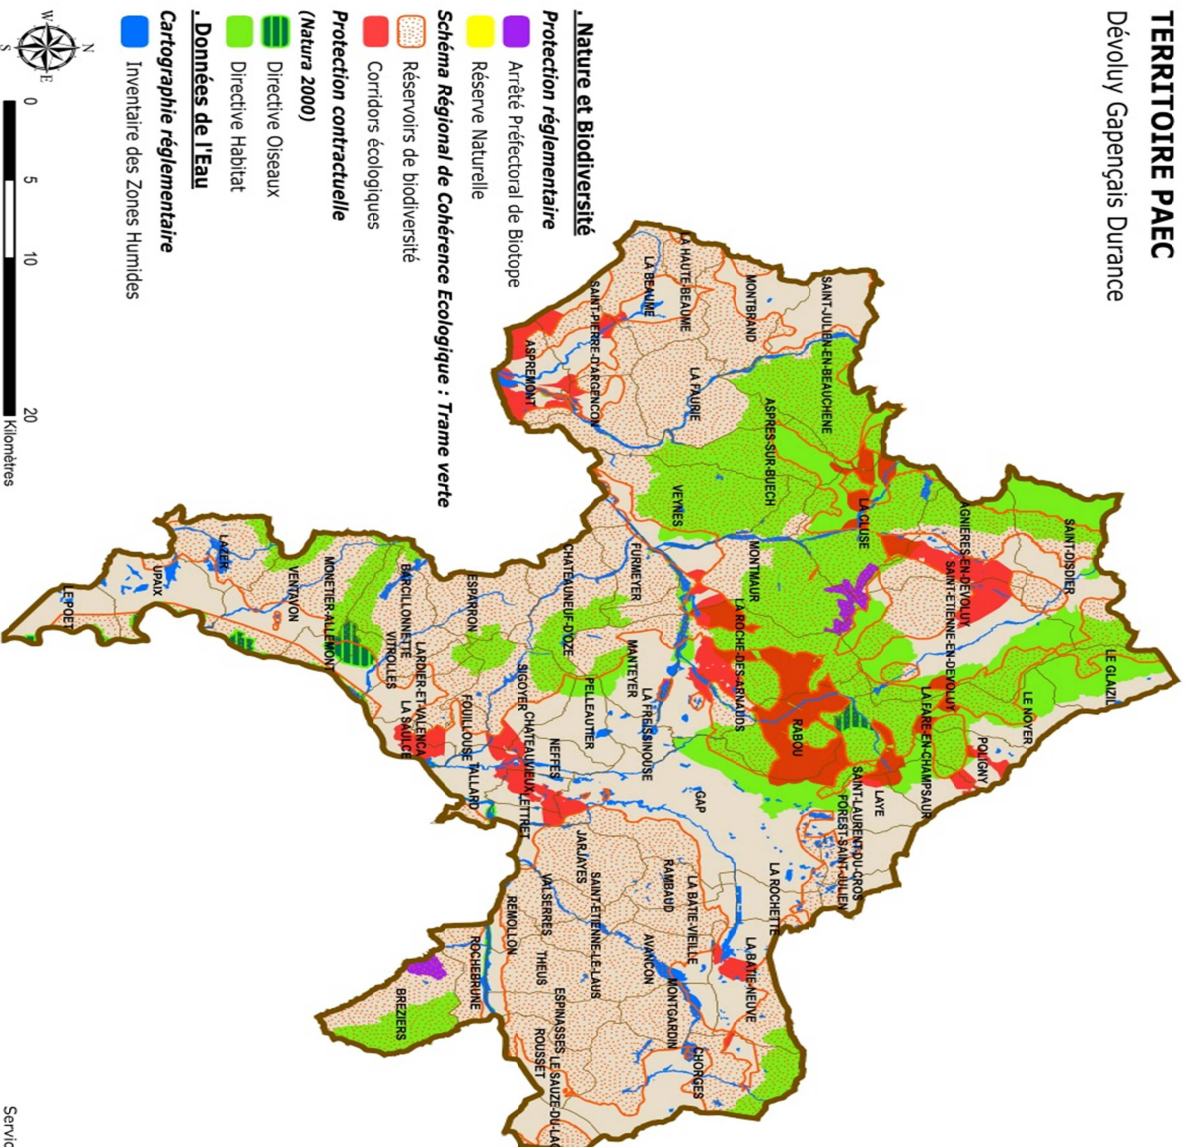 TERRITOIRE PAEC
Dévoluy Gapençais Durance
. Nature et Biodiversité
Protection réglementaire
Arrêté Préfectoral de Biotope
Réserve Naturelle
Schéma Régional de Cohérence Ecologique : Trame verte
Réservoirs de biodiversité
Corridors écologiques
Protection contractuelle
(Natura 2000)
Directive Oiseaux
Directive Habitat
. Données de l'Eau
Cartographie réglementaire
Inventaire des Zones Humides
N
W
E
S
0 5 10 20
Kilomètres
SAINT-DISDIER
LE GLAIZIL
AGNIERES-EN-DEVOLUY
SAINT-ETIENNE-EN-DEVOLUY
LE NOYER
POLIGNY
LA FARE-EN-CHAMPSAUR
LA CLUSE
LAYE
SAINT-LAURENT-DU-CROS
FOREST-SAINT-JULIEN
SAINT-JULIEN-EN-BEAUCHENE
RABOU
MONTBRAND
ASPRES-SUR-BUECH
MONTMAUR
LA ROCHE-DES-ARNAUDS
LA ROCHETTE
LA BATIE-NEUVE
LA HAUTE-BEAUME
LA FAURIE
GAP
LA BATIE-VIEILLE
CHORGES
LA BEAUME
VEYNES
RAMBAUD
MONTGARDIN
FURMEYER
MANTEYER
LA FREISSINOUSE
AVANCON
SAINT-PIERRE-D'ARGENCON
PELLEAUTIER
SAINT-ETIENNE-LE-LAUS
CHATEAUNEUF-D'OZE
JARJAYES
ASPREMONT
NEFFES
VALSERRES
THEUS
ESPINASSES
LE SAUZE-DU-LAC
ROUSSET
SIGOYER
CHATEAUVIEUX
LETTRET
REMOLLON
ESPARRON
FOUILLOUSE
TALLARD
ROCHEBRUNE
BARCILLONNETTE
VITROLLES
LARDIER-ET-VALENCA
LA SAULCE
BREZIERS
MONETIER-ALLEMONT
VENTAVON
LAZER
UPAIX
LE POET
Servic